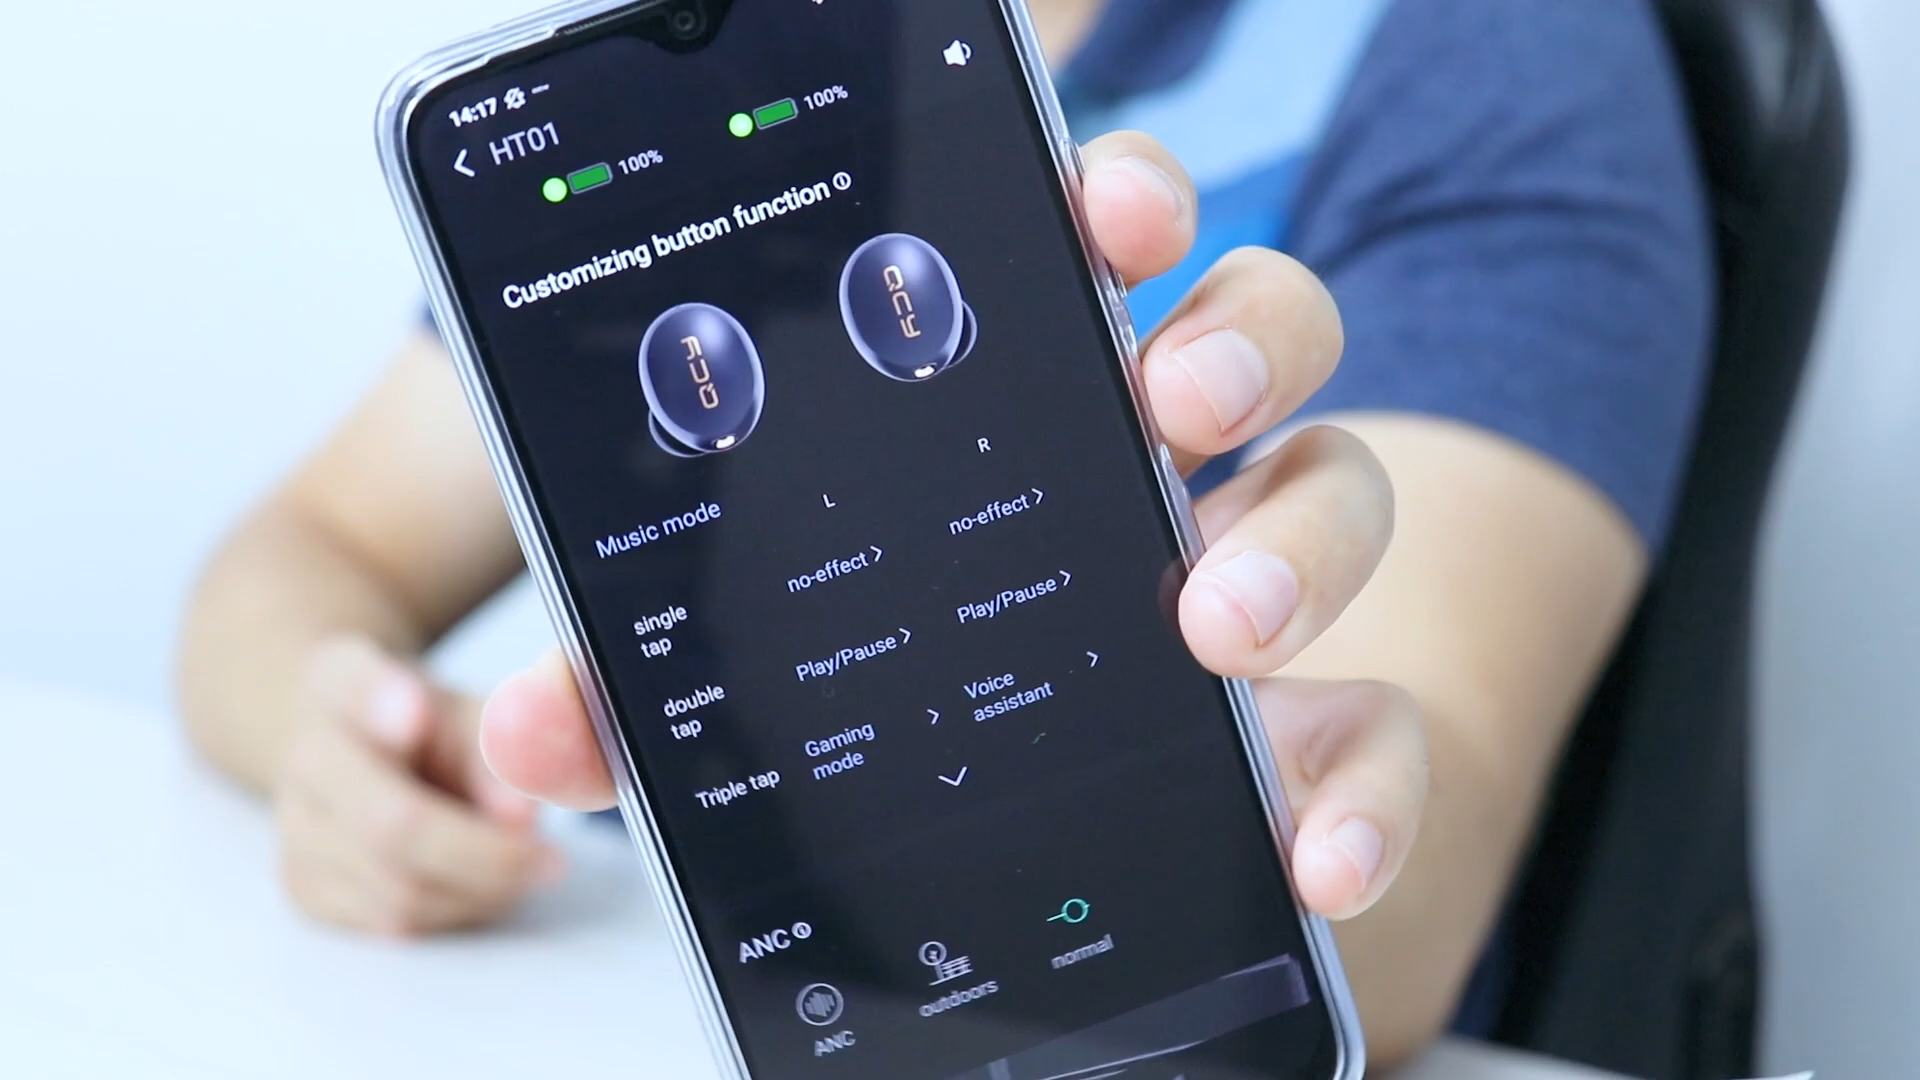 14:17
HT01
100%
100%
Customizing button function
QCY
QCY
L
R
Music mode
no-effect
no-effect
single
tap
Play/Pause
Play/Pause
double
tap
Gaming
mode
Voice
assistant
Triple tap
ANC
ANC
outdoors
normal